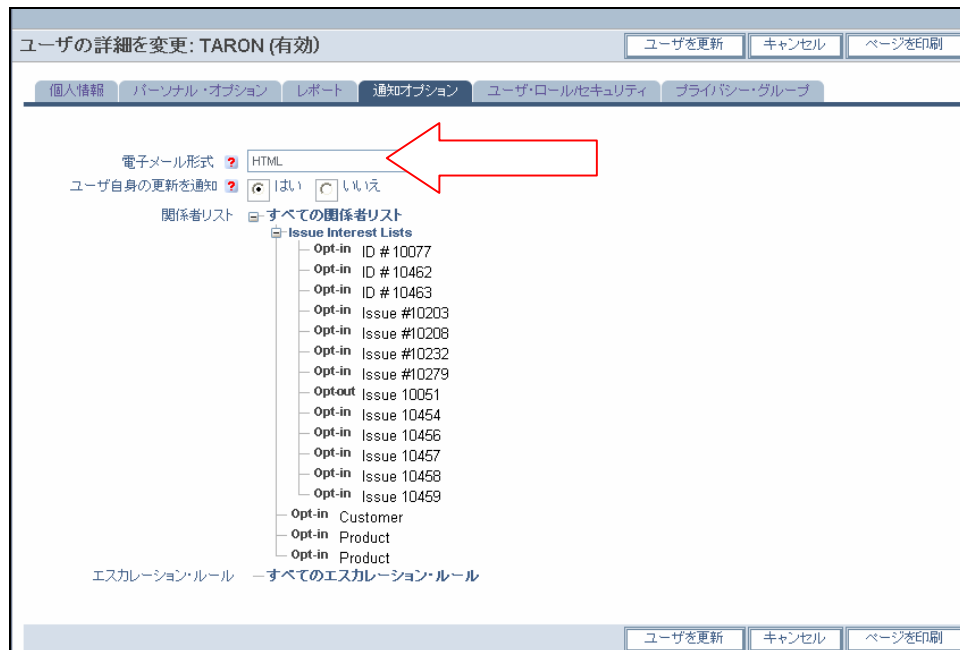 ユーザの詳細を変更: TARON (有効)
ユーザを更新 キャンセル ページを印刷
個人情報 パーソナル・オプション レポート 通知オプション ユーザ・ロール/セキュリティ プライバシー・グループ
電子メール形式 ? HTML
ユーザ自身の更新を通知 ? はい いいえ
関係者リスト すべての関係者リスト
Issue Interest Lists
Opt-in ID # 10077
Opt-in ID # 10462
Opt-in ID # 10463
Opt-in Issue #10203
Opt-in Issue #10208
Opt-in Issue #10232
Opt-in Issue #10279
Opt-out Issue 10051
Opt-in Issue 10454
Opt-in Issue 10456
Opt-in Issue 10457
Opt-in Issue 10458
Opt-in Issue 10459
Opt-in Customer
Opt-in Product
Opt-in Product
エスカレーション・ルール すべてのエスカレーション・ルール
ユーザを更新 キャンセル ページを印刷